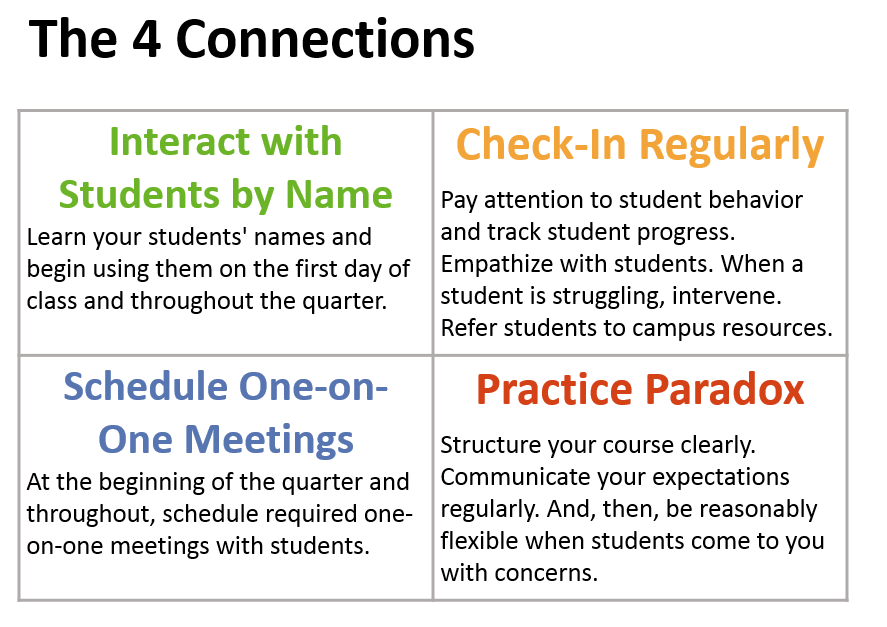 The 4 Connections
Interact with
Students by Name
Learn your students' names and
begin using them on the first day of
class and throughout the quarter.
Check-In Regularly
Pay attention to student behavior
and track student progress.
Empathize with students. When a
student is struggling, intervene.
Refer students to campus resources.
Schedule One-on-
One Meetings
At the beginning of the quarter and
throughout, schedule required one-
on-one meetings with students.
Practice Paradox
Structure your course clearly.
Communicate your expectations
regularly. And, then, be reasonably
flexible when students come to you
with concerns.